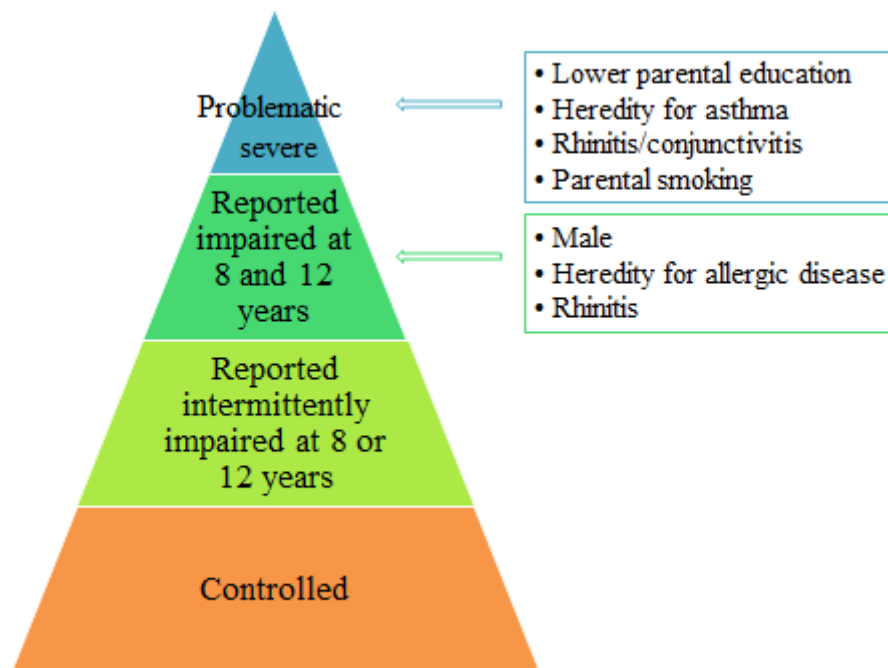 Problematic
severe
• Lower parental education
• Heredity for asthma
• Rhinitis/conjunctivitis
• Parental smoking
Reported
impaired at
8 and 12
years
• Male
• Heredity for allergic disease
• Rhinitis
Reported
intermittently
impaired at 8 or
12 years
Controlled